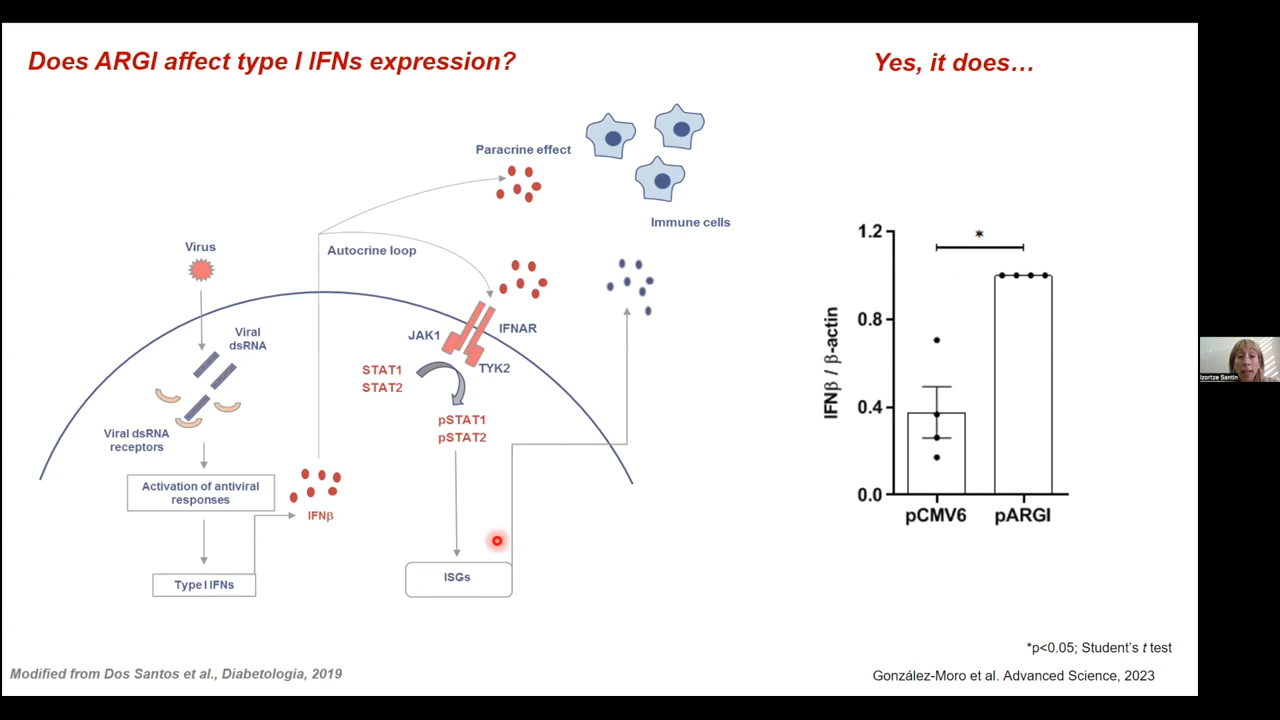 Does ARGI affect type I IFNs expression?
Yes, it does…
Paracrine effect
Immune cells
Virus
Autocrine loop
Viral
dsRNA
JAK1
IFNAR
TYK2
STAT1
STAT2
pSTAT1
pSTAT2
Viral dsRNA
receptors
Activation of antiviral
responses
IFNβ
Type I IFNs
ISGs
*
1.2
0.8
0.4
0.0
IFNβ / β-actin
pCMV6
pARGI
Izortze Santin
*p<0.05; Student’s t test
Modified from Dos Santos et al., Diabetologia, 2019
González-Moro et al. Advanced Science, 2023